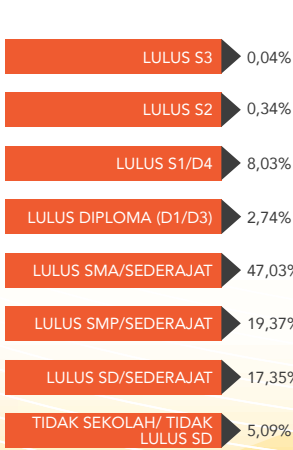 LULUS S3 0,04%
LULUS S2 0,34%
LULUS S1/D4 8,03%
LULUS DIPLOMA (D1/D3) 2,74%
LULUS SMA/SEDERAJAT 47,03%
LULUS SMP/SEDERAJAT 19,37%
LULUS SD/SEDERAJAT 17,35%
TIDAK SEKOLAH/ TIDAK
LULUS SD 5,09%